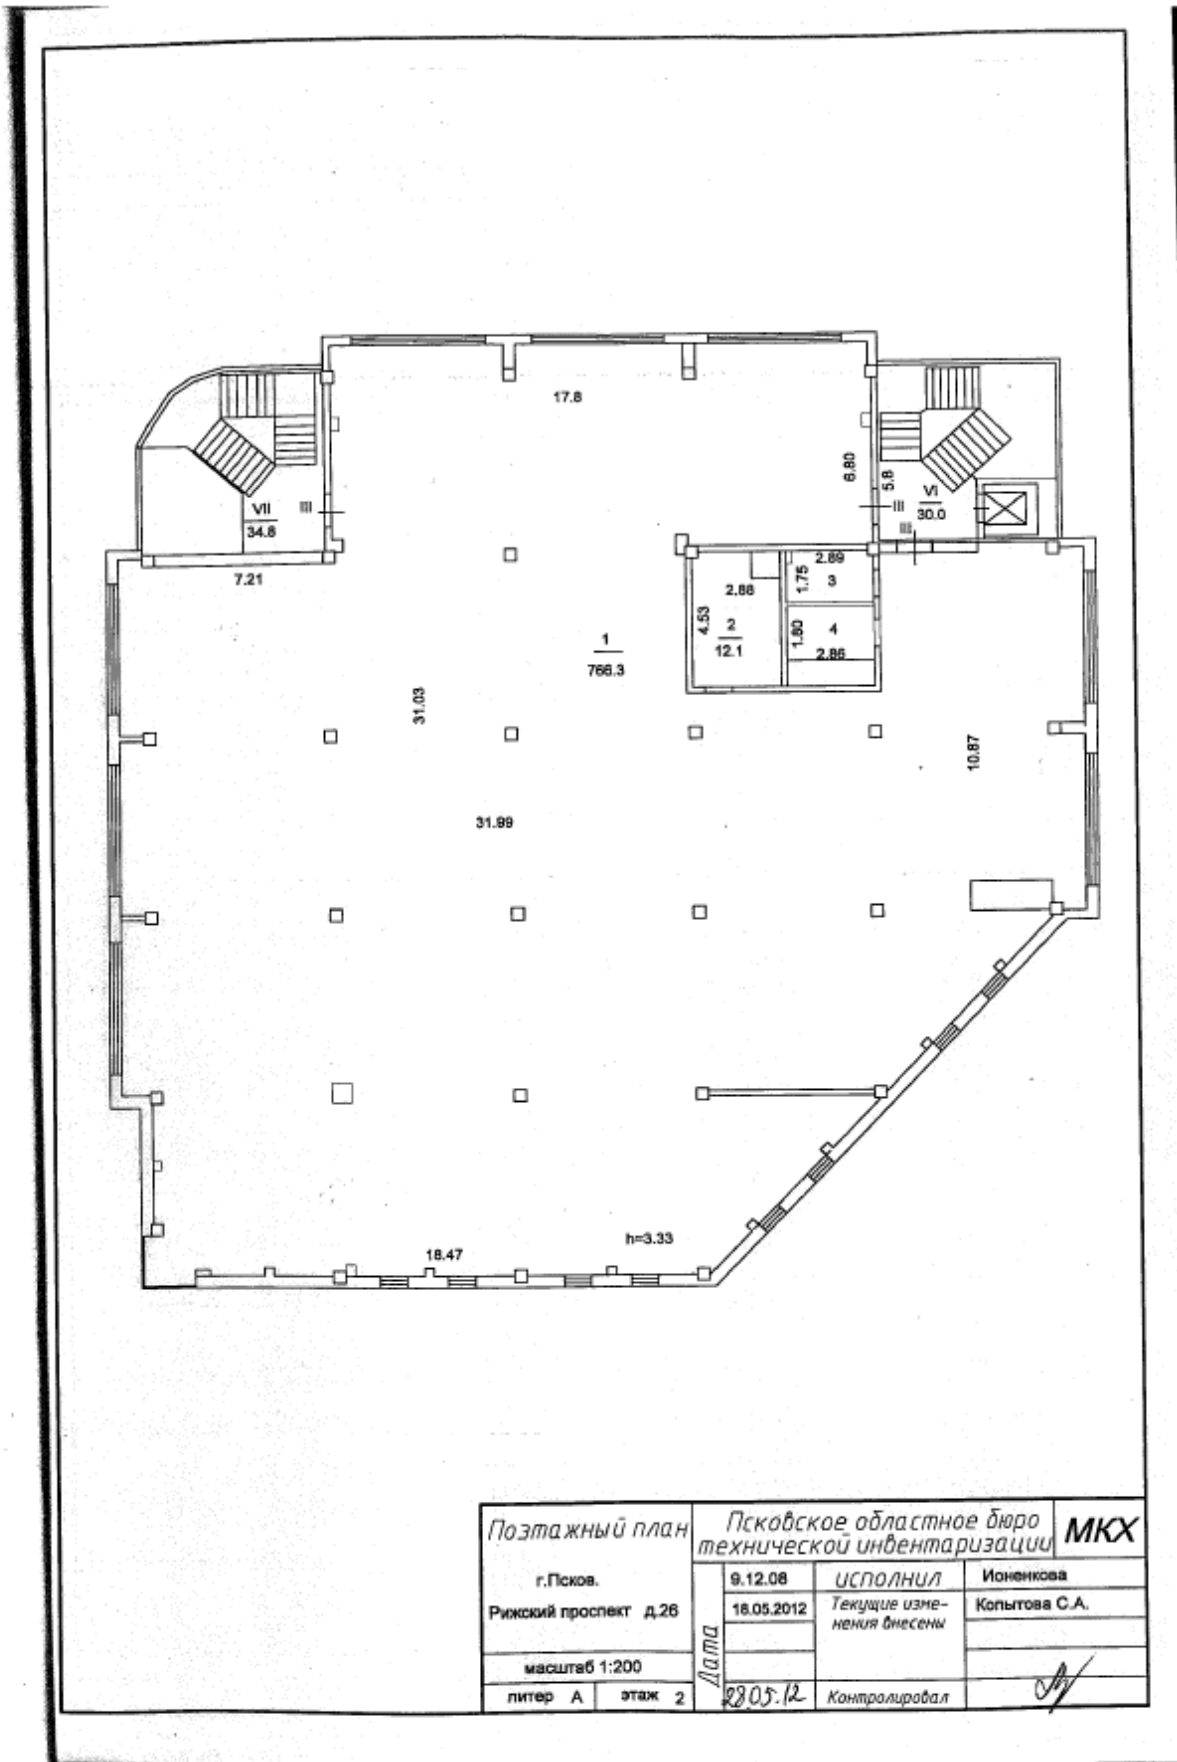 17.8
6.80
5.8
VI
30.0
III
III
VII
34.8
III
7.21
2.89
1.75
3
2.88
4.53
2
12.1
1.80
4
2.86
1
766.3
31.03
10.87
31.99
h=3.33
18.47
Поэтажный план
Псковское областное бюро
технической инвентаризации
МКХ
г.Псков.
Рижский проспект д.26
масштаб 1:200
литер А
этаж 2
Дата
9.12.08
исполнил
Ионенкова
16.05.2012
Текущие изме-
нения внесены
Копытова С.А.
28.05.12
Контролировал